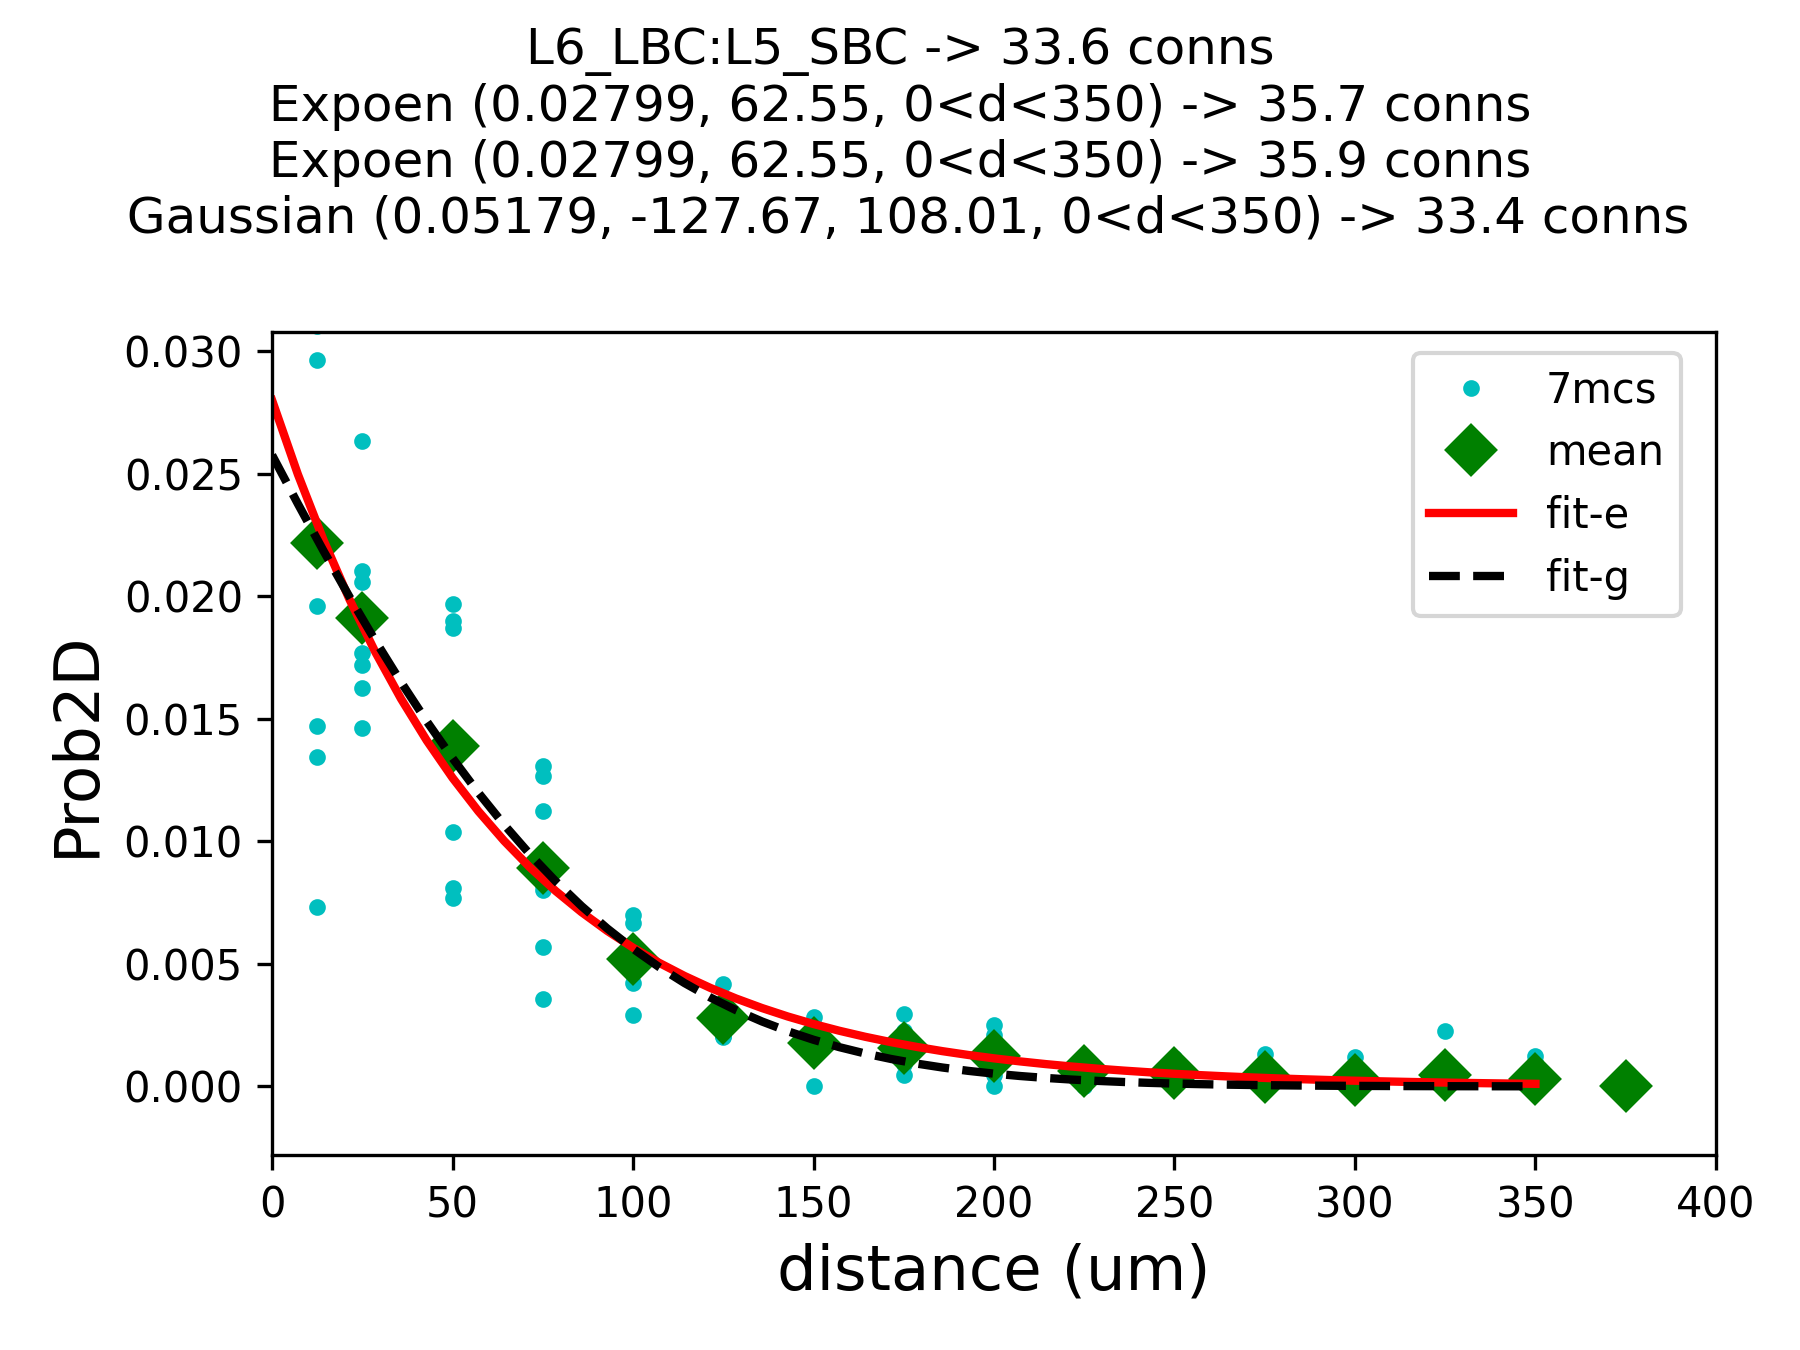 L6_LBC:L5_SBC -> 33.6 conns
Expoen (0.02799, 62.55, 0<d<350) -> 35.7 conns
Expoen (0.02799, 62.55, 0<d<350) -> 35.9 conns
Gaussian (0.05179, -127.67, 108.01, 0<d<350) -> 33.4 conns
0.030
0.025
0.020
0.015
0.010
0.005
0.000
Prob2D
7mcs
mean
fit-e
fit-g
0 50 100 150 200 250 300 350 400
distance (um)